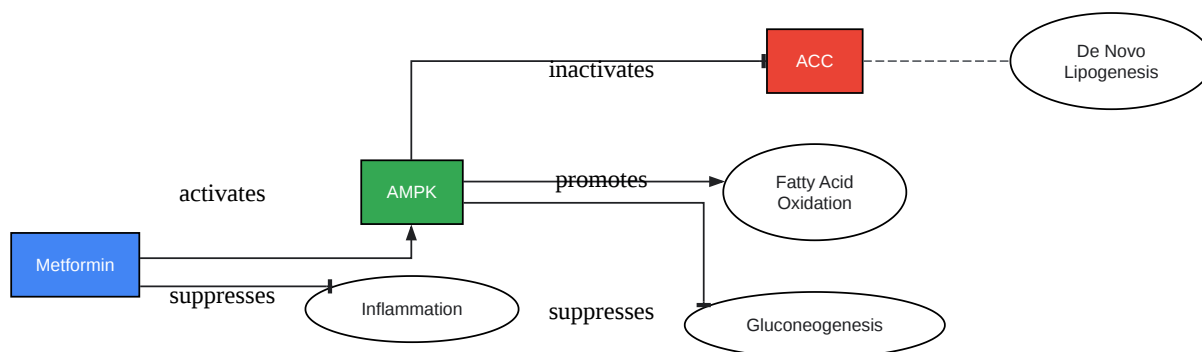 De Novo
Lipogenesis
ACC
inactivates
promotes
Fatty Acid
Oxidation
AMPK
activates
Metformin
suppresses
Inflammation
suppresses
Gluconeogenesis